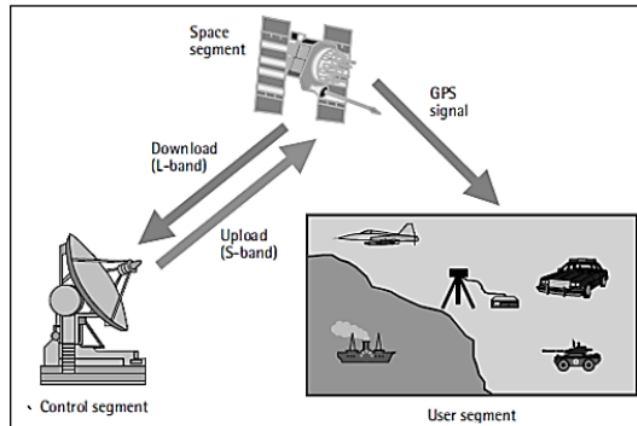 Space
segment
GPS
signal
Download
(L-band)
Upload
(S-band)
Control segment
User segment